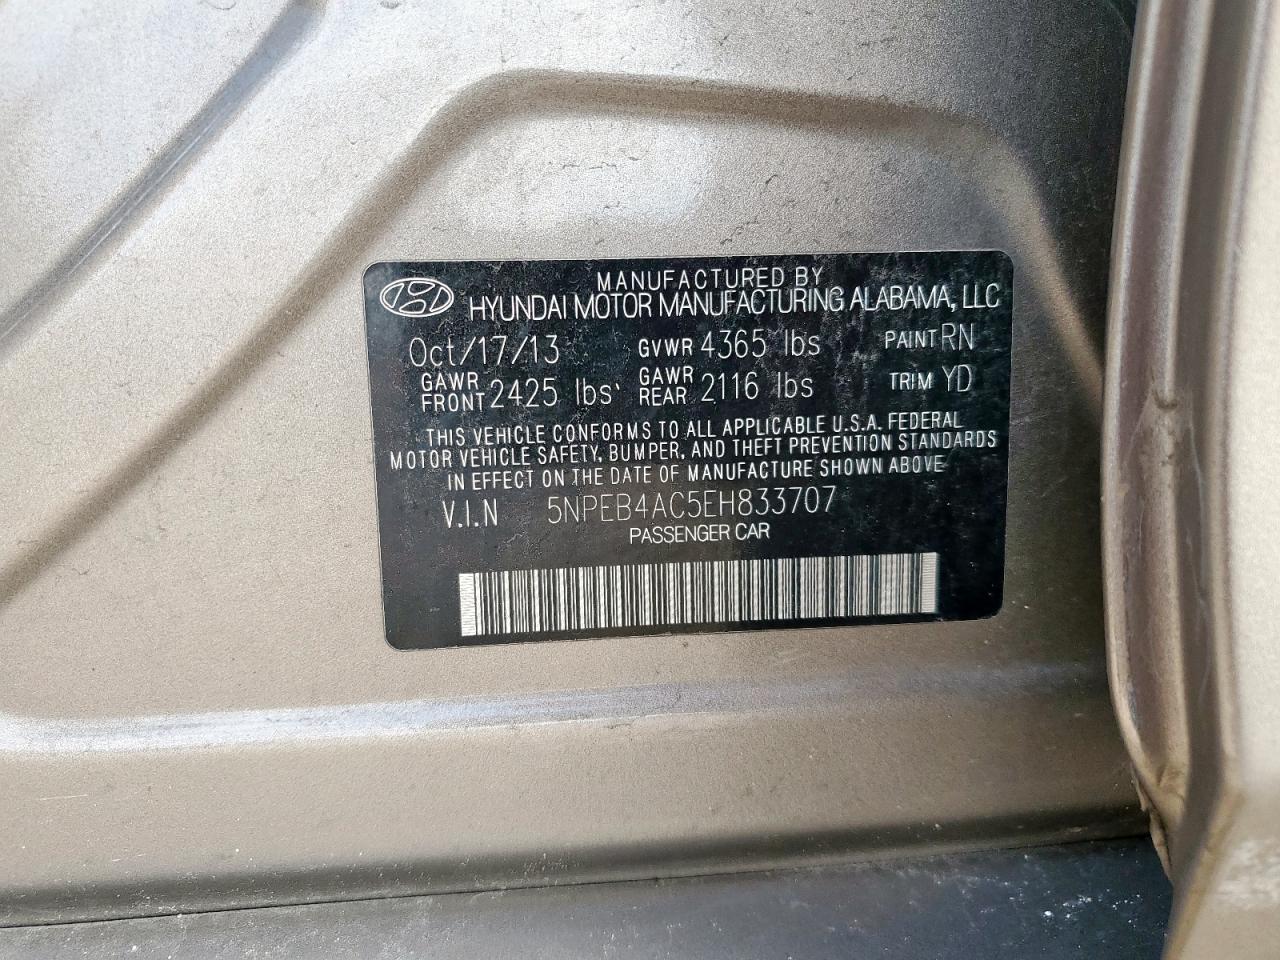 MANUFACTURED BY
HYUNDAI MOTOR MANUFACTURING ALABAMA, LLC
Oct/17/13 GVWR 4365 lbs PAINT RN
GAWR FRONT 2425 lbs GAWR REAR 2116 lbs TRIM YD
THIS VEHICLE CONFORMS TO ALL APPLICABLE U.S.A. FEDERAL
MOTOR VEHICLE SAFETY, BUMPER, AND THEFT PREVENTION STANDARDS
IN EFFECT ON THE DATE OF MANUFACTURE SHOWN ABOVE
V.I.N 5NPEB4AC5EH833707
PASSENGER CAR